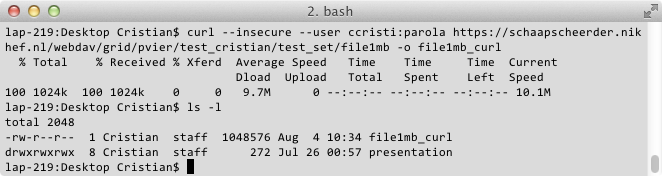 2. bash
lap-219:Desktop Cristian$ curl --insecure --user ccristi:parola https://schaapscheerder.nik
hef.nl/webdav/grid/pvier/test_cristian/test_set/file1mb -o file1mb_curl
  % Total    % Received % Xferd  Average Speed   Time    Time     Time  Current
                                 Dload  Upload   Total   Spent    Left  Speed
100 1024k  100 1024k    0     0   9.7M      0 --:--:-- --:--:-- --:--:-- 10.1M
lap-219:Desktop Cristian$ ls -l
total 2048
-rw-r--r--  1 Cristian  staff  1048576 Aug  4 10:34 file1mb_curl
drwxrwxrwx  8 Cristian  staff      272 Jul 26 00:57 presentation
lap-219:Desktop Cristian$